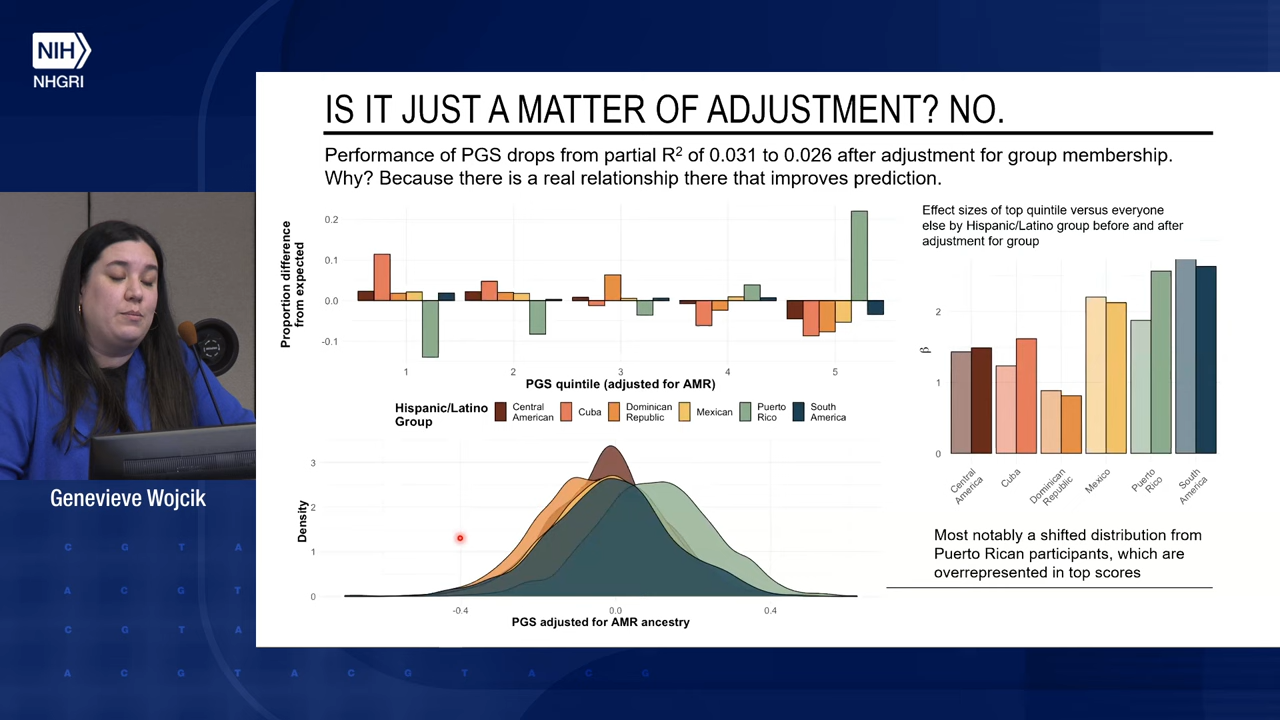 NIH
NHGRI
IS IT JUST A MATTER OF ADJUSTMENT? NO.
Performance of PGS drops from partial R² of 0.031 to 0.026 after adjustment for group membership.
Why? Because there is a real relationship there that improves prediction.
Proportion difference
from expected
0.2
0.1
0.0
-0.1
1 2 3 4 5
PGS quintile (adjusted for AMR)
Hispanic/Latino
Group
Central
American
Cuba
Dominican
Republic
Mexican
Puerto
Rico
South
America
Density
3
2
1
0
-0.4 0.0 0.4
PGS adjusted for AMR ancestry
Effect sizes of top quintile versus everyone
else by Hispanic/Latino group before and after
adjustment for group
β
2
1
0
Central
America
Cuba
Dominican
Republic
Mexico
Puerto
Rico
South
America
Most notably a shifted distribution from
Puerto Rican participants, which are
overrepresented in top scores
Genevieve Wojcik
C G T A
A C G T
C G T A
A C G T A C G T A C G